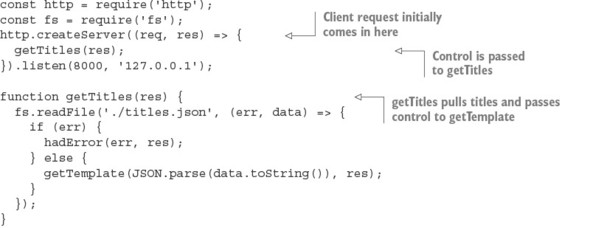 const http = require('http');
const fs = require('fs');
http.createServer((req, res) => {
Client request initially
comes in here
  getTitles(res);
Control is passed
to getTitles
}).listen(8000, '127.0.0.1');
function getTitles(res) {
getTitles pulls titles and passes
control to getTemplate
  fs.readFile('./titles.json', (err, data) => {
    if (err) {
      hadError(err, res);
    } else {
      getTemplate(JSON.parse(data.toString()), res);
    }
  });
}